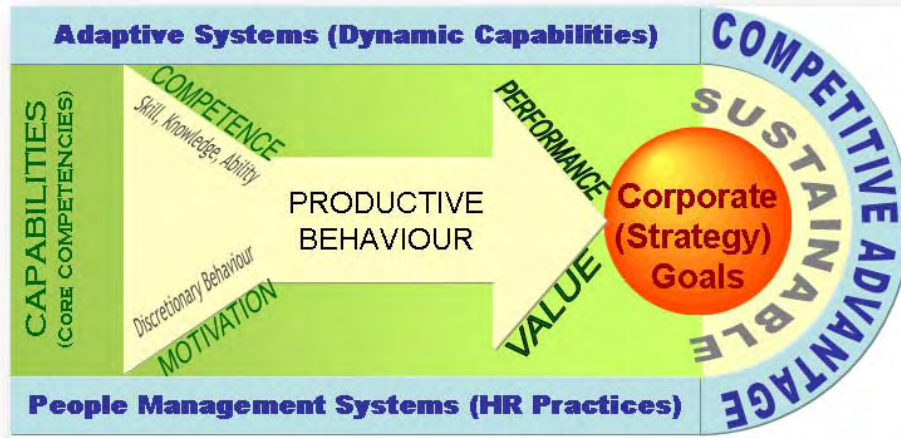 Adaptive Systems (Dynamic Capabilities)
CAPABILITIES
(CORE COMPETENCIES)
COMPETENCE
Skill, Knowledge, Ability
PRODUCTIVE
BEHAVIOUR
Discretionary Behaviour
MOTIVATION
PERFORMANCE
VALUE
Corporate
(Strategy)
Goals
SUSTAINABLE
COMPETITIVE ADVANTAGE
People Management Systems (HR Practices)